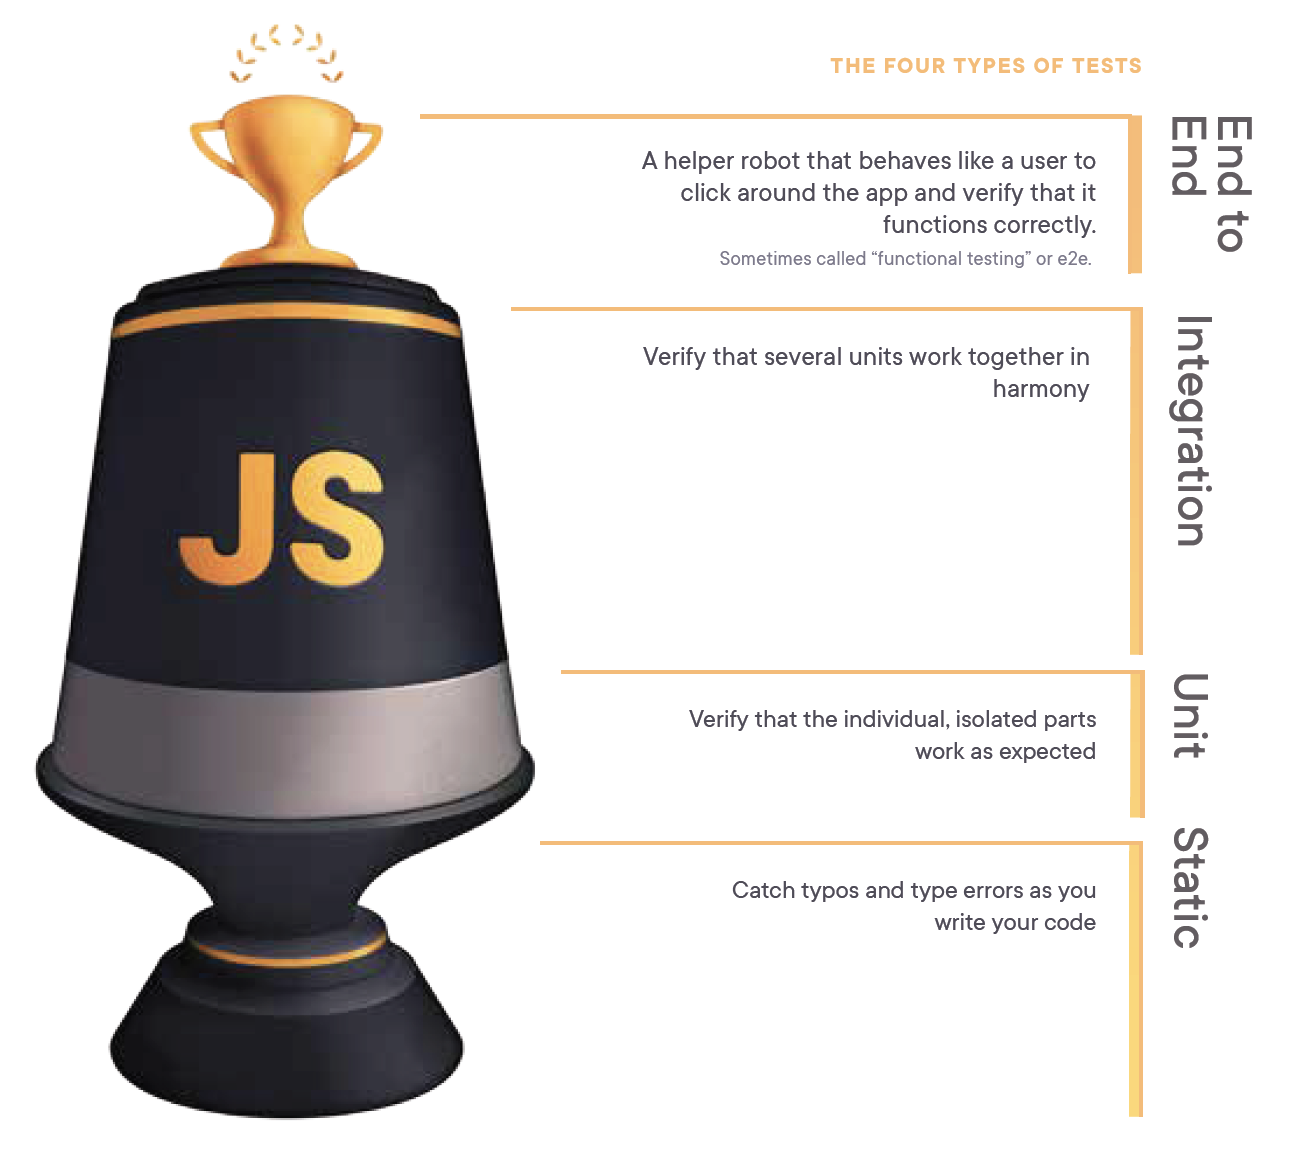 THE FOUR TYPES OF TESTS
End to
End
A helper robot that behaves like a user to
click around the app and verify that it
functions correctly.
Sometimes called “functional testing” or e2e.
Integration
Verify that several units work together in
harmony
JS
Unit
Verify that the individual, isolated parts
work as expected
Static
Catch typos and type errors as you
write your code